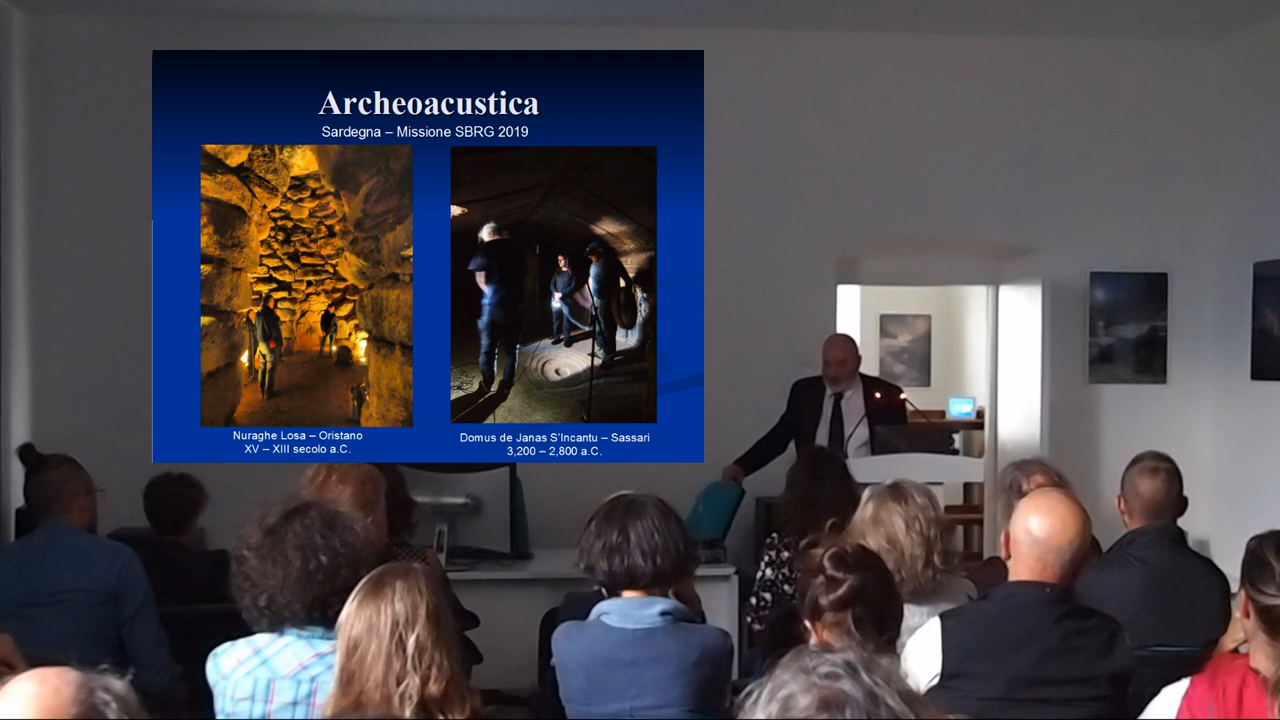 Archeoacustica
Sardegna – Missione SBRG 2019
Nuraghe Losa – Oristano
XV – XIII secolo a.C.
Domus de Janas S'Incantu – Sassari
3,200 – 2,800 a.C.